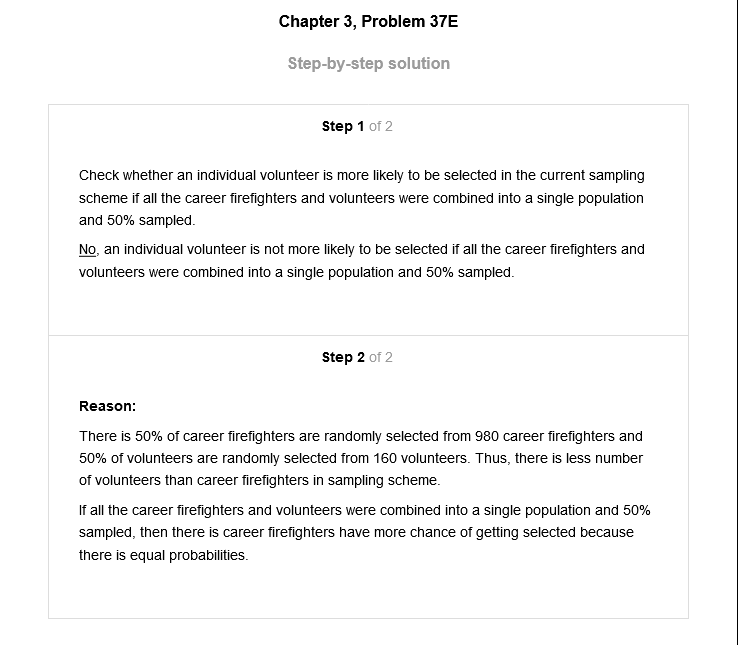 Chapter 3, Problem 37E
Step-by-step solution
Step 1 of 2
Check whether an individual volunteer is more likely to be selected in the current sampling
scheme if all the career firefighters and volunteers were combined into a single population
and 50% sampled.
No, an individual volunteer is not more likely to be selected if all the career firefighters and
volunteers were combined into a single population and 50% sampled.
Step 2 of 2
Reason:
There is 50% of career firefighters are randomly selected from 980 career firefighters and
50% of volunteers are randomly selected from 160 volunteers. Thus, there is less number
of volunteers than career firefighters in sampling scheme.
If all the career firefighters and volunteers were combined into a single population and 50%
sampled, then there is career firefighters have more chance of getting selected because
there is equal probabilities.